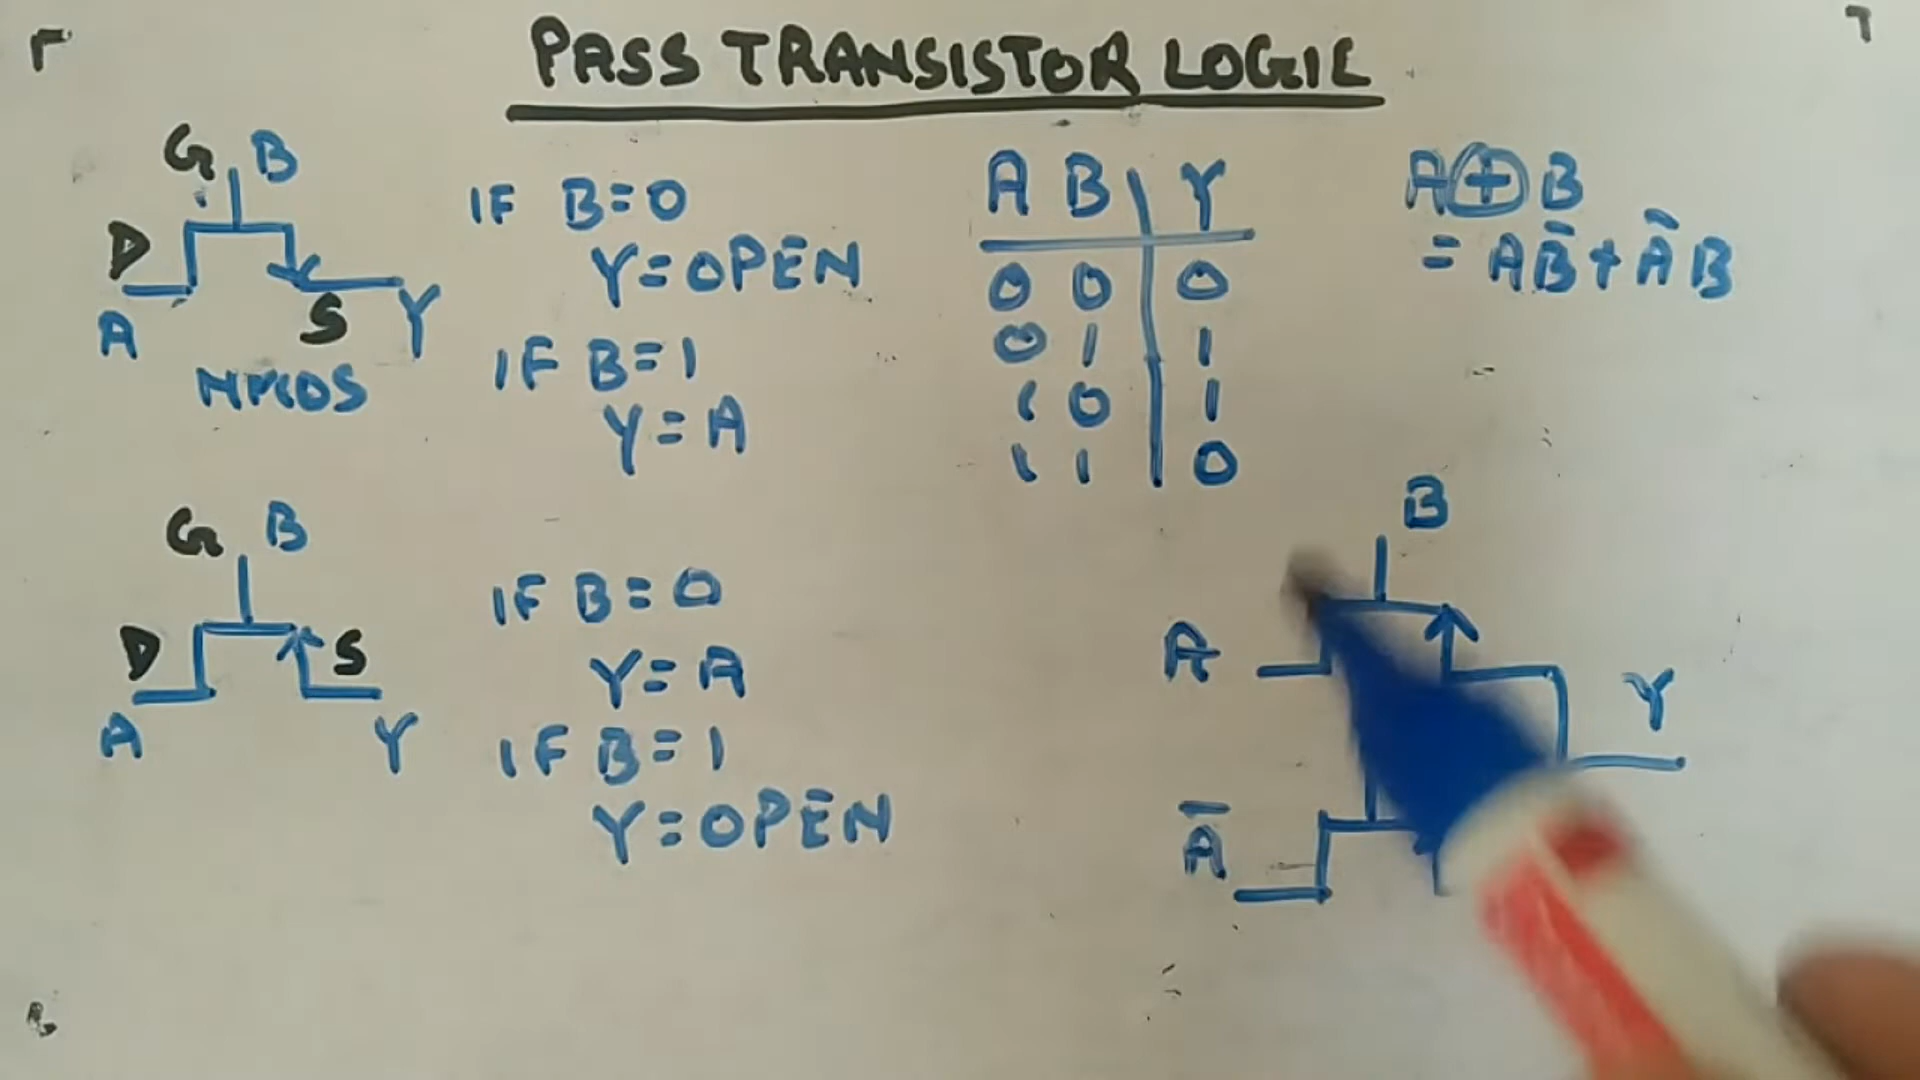 PASS TRANSISTOR LOGIC
G B
D
A S Y
NMOS
IF B=0
Y=OPEN
IF B=1
Y=A
G B
D S
A Y
IF B=0
Y=A
IF B=1
Y=OPEN
A B Y
0 0 0
0 1 1
1 0 1
1 1 0
A⊕B
= AB̄+ĀB
B
A
Y
Ā